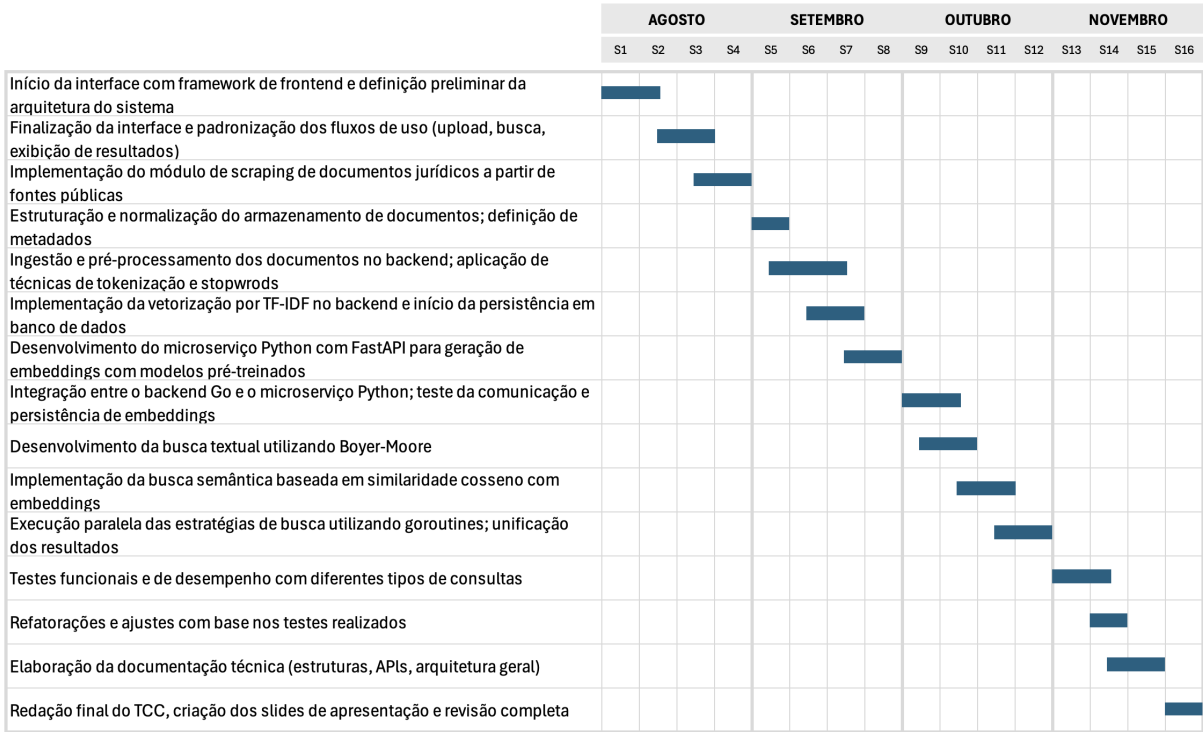 AGOSTO SETEMBRO OUTUBRO NOVEMBRO
S1 S2 S3 S4 S5 S6 S7 S8 S9 S10 S11 S12 S13 S14 S15 S16
Início da interface com framework de frontend e definição preliminar da
arquitetura do sistema
Finalização da interface e padronização dos fluxos de uso (upload, busca,
exibição de resultados)
Implementação do módulo de scraping de documentos jurídicos a partir de
fontes públicas
Estruturação e normalização do armazenamento de documentos; definição de
metadados
Ingestão e pré-processamento dos documentos no backend; aplicação de
técnicas de tokenização e stopwrods
Implementação da vetorização por TF-IDF no backend e início da persistência em
banco de dados
Desenvolvimento do microserviço Python com FastAPI para geração de
embeddings com modelos pré-treinados
Integração entre o backend Go e o microserviço Python; teste da comunicação e
persistência de embeddings
Desenvolvimento da busca textual utilizando Boyer-Moore
Implementação da busca semântica baseada em similaridade cosseno com
embeddings
Execução paralela das estratégias de busca utilizando goroutines; unificação
dos resultados
Testes funcionais e de desempenho com diferentes tipos de consultas
Refatorações e ajustes com base nos testes realizados
Elaboração da documentação técnica (estruturas, APIs, arquitetura geral)
Redação final do TCC, criação dos slides de apresentação e revisão completa